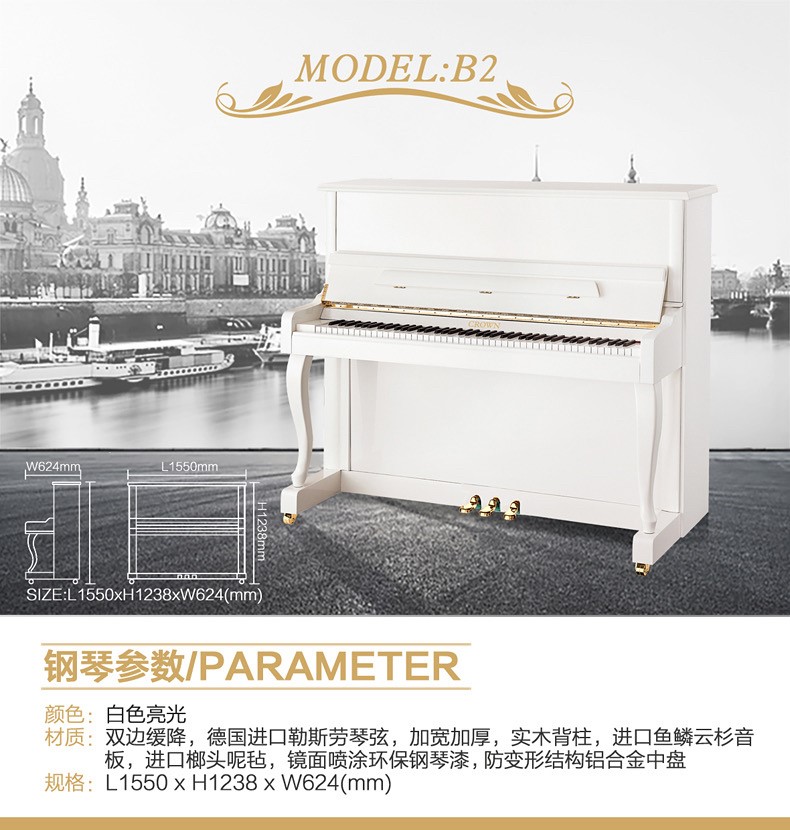 MODEL:B2
CROWN
W624mm
L1550mm
H1238mm
SIZE:L1550xH1238xW624(mm)
钢琴参数/PARAMETER
颜色：白色亮光
材质：双边缓降，德国进口勒斯劳琴弦，加宽加厚，实木背柱，进口鱼鳞云杉音
板，进口榔头呢毡，镜面喷涂环保钢琴漆，防变形结构铝合金中盘
规格：L1550 x H1238 x W624(mm)